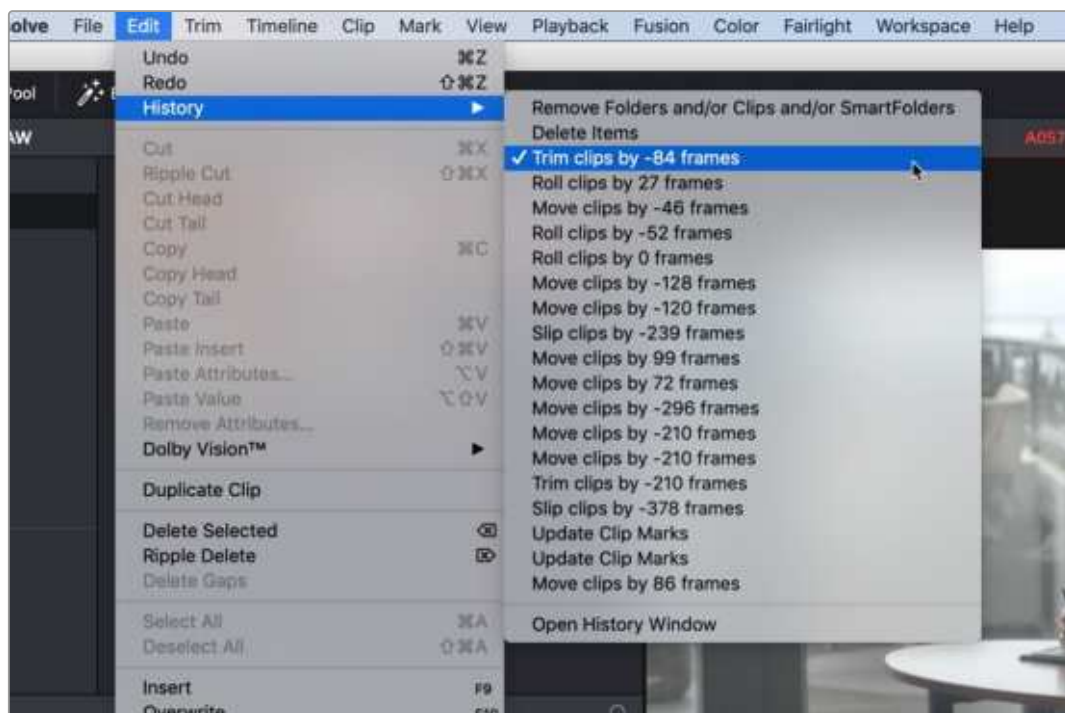 olve File Edit Trim Timeline Clip Mark View Playback Fusion Color Fairlight Workspace Help
ool
AW
A057
Undo ⌘Z
Redo ⇧⌘Z
History ▶
Cut ⌘X
Ripple Cut ⇧⌘X
Cut Head
Cut Tail
Copy ⌘C
Copy Head
Copy Tail
Paste ⌘V
Paste Insert ⇧⌘V
Paste Attributes... ⌥V
Paste Value ⌥⇧V
Remove Attributes...
Dolby Vision™ ▶
Duplicate Clip
Delete Selected ⌫
Ripple Delete ⌦
Delete Gaps
Select All ⌘A
Deselect All ⇧⌘A
Insert F9
Overwrite F10
Remove Folders and/or Clips and/or SmartFolders
Delete Items
✓ Trim clips by -84 frames
Roll clips by 27 frames
Move clips by -46 frames
Roll clips by -52 frames
Roll clips by 0 frames
Move clips by -128 frames
Move clips by -120 frames
Slip clips by -239 frames
Move clips by 99 frames
Move clips by 72 frames
Move clips by -296 frames
Move clips by -210 frames
Move clips by -210 frames
Trim clips by -210 frames
Slip clips by -378 frames
Update Clip Marks
Update Clip Marks
Move clips by 86 frames
Open History Window